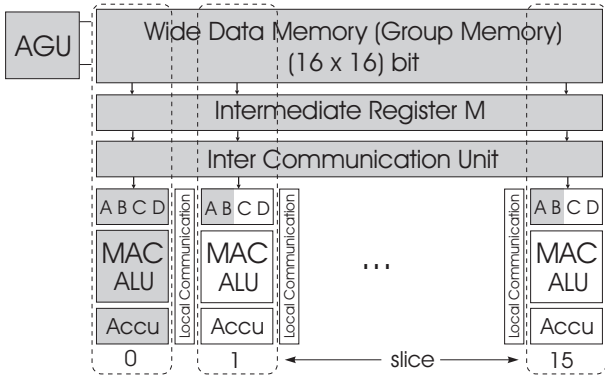 AGU
Wide Data Memory (Group Memory)
(16 x 16) bit
Intermediate Register M
Inter Communication Unit
A B C D
Local Communication
A B C D
Local Communication
Local Communication
A B C D
MAC
ALU
MAC
ALU
...
MAC
ALU
Accu
Accu
Accu
0
1
slice
15